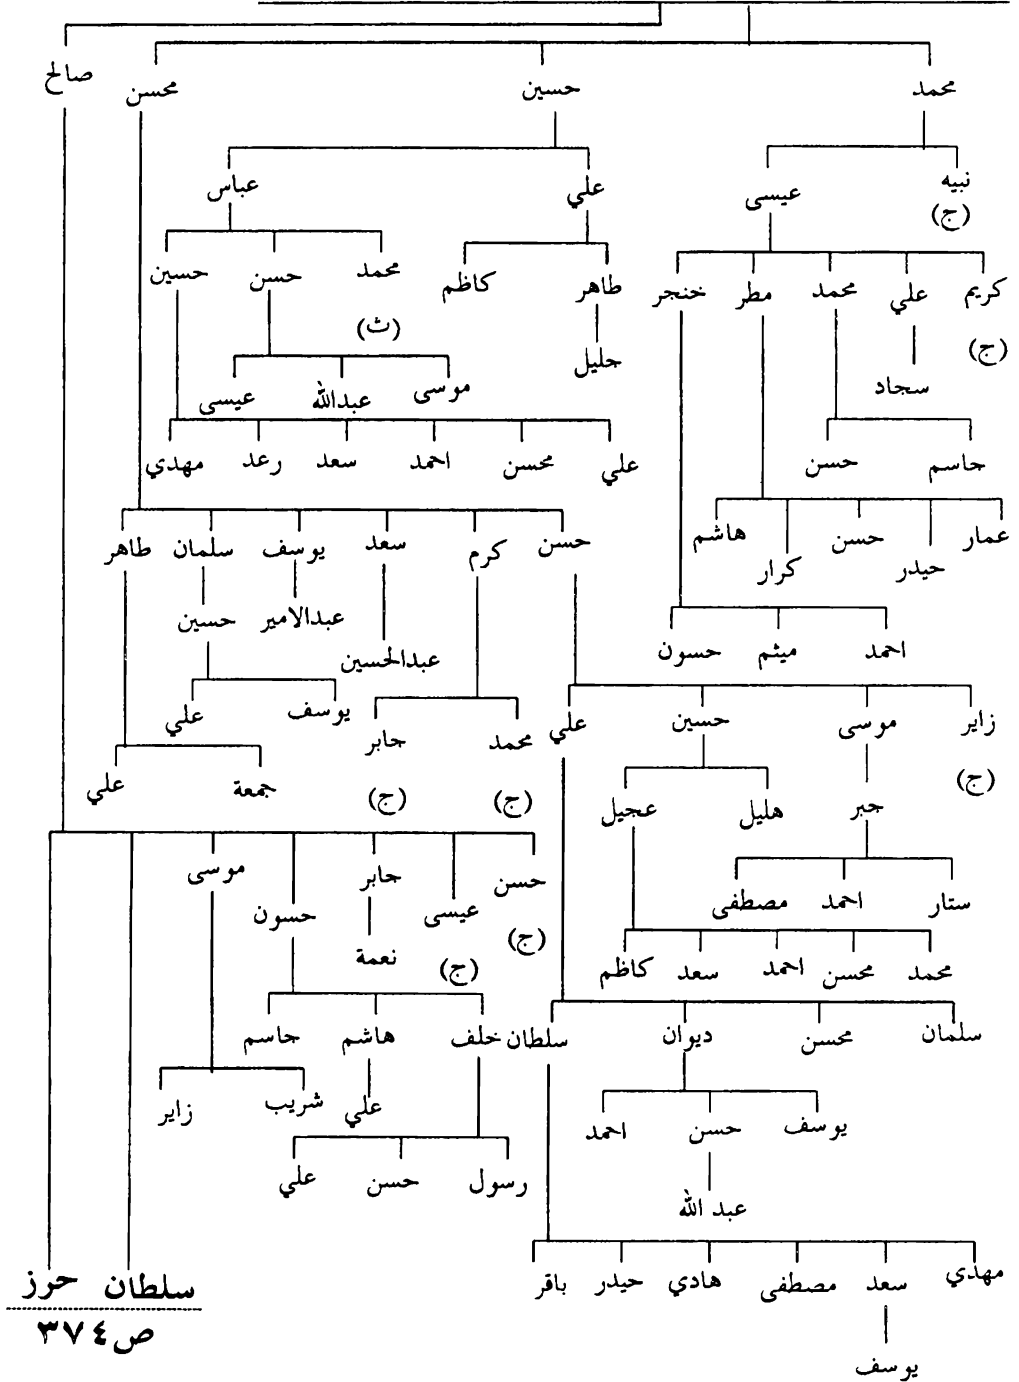 محمد حسين محسن صالح
نبيه عيسى علي عباس
(ج)
كريم علي محمد مطر خنجر طاهر كاظم محمد حسن حسين
(ج) (ث)
سجاد جليل موسى عبدالله عيسى
جاسم حسن علي محسن احمد سعد رعد مهدي
عمار حيدر حسن كرار هاشم حسن كرم سعد يوسف سلمان طاهر
عبدالامير حسين
احمد ميثم حسون عبدالحسين
زاير موسى حسين علي محمد جابر يوسف علي
(ج) (ج) (ج)
جبر هليل عجيل جمعة علي
ستار احمد مصطفى حسن عيسى جابر حسون موسى
(ج) (ج) نعمة
محمد محسن احمد سعد كاظم
سلمان محسن ديوان سلطان خلف هاشم جاسم
علي شريب زاير
يوسف حسن احمد رسول حسن علي
عبد الله
مهدي سعد مصطفى هادي حيدر باقر سلطان حرز
يوسف ص٣٧٤